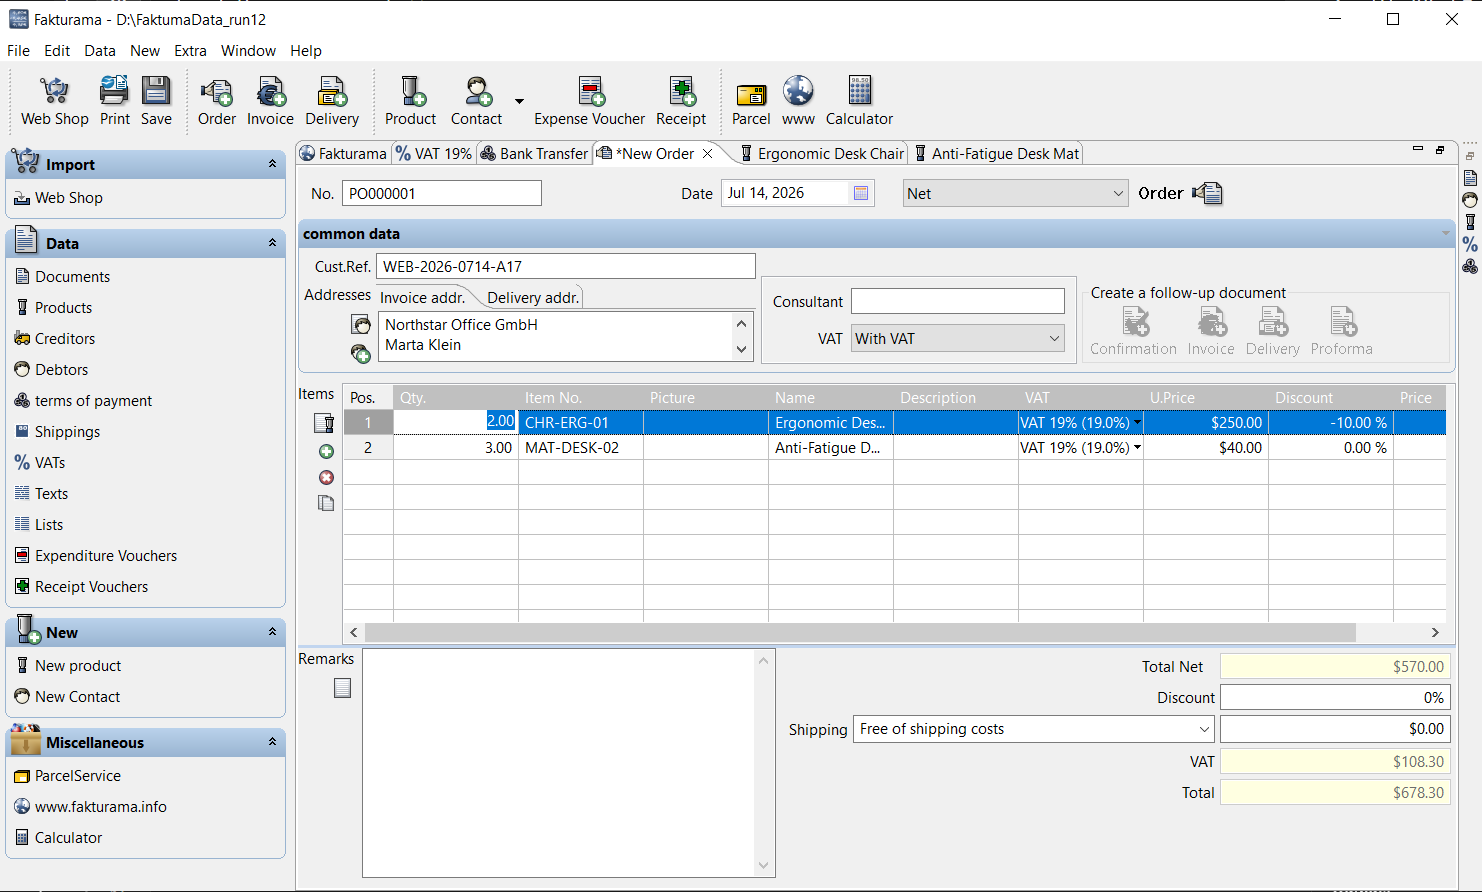 Fakturama - D:\FaktumaData_run12
File Edit Data New Extra Window Help
Web Shop Print Save Order Invoice Delivery Product Contact Expense Voucher Receipt Parcel www Calculator
Import
Web Shop
Data
Documents
Products
Creditors
Debtors
terms of payment
Shippings
VATs
Texts
Lists
Expenditure Vouchers
Receipt Vouchers
New
New product
New Contact
Miscellaneous
ParcelService
www.fakturama.info
Calculator
Fakturama VAT 19% Bank Transfer *New Order Ergonomic Desk Chair Anti-Fatigue Desk Mat
No. PO000001 Date Jul 14, 2026 Net Order
common data
Cust.Ref. WEB-2026-0714-A17
Addresses Invoice addr. Delivery addr.
Northstar Office GmbH
Marta Klein
Consultant
VAT With VAT
Create a follow-up document
Confirmation Invoice Delivery Proforma
Items Pos. Qty. Item No. Picture Name Description VAT U.Price Discount Price
1 2.00 CHR-ERG-01 Ergonomic Des... VAT 19% (19.0%) $250.00 -10.00 %
2 3.00 MAT-DESK-02 Anti-Fatigue D... VAT 19% (19.0%) $40.00 0.00 %
Remarks
Total Net $570.00
Discount 0%
Shipping Free of shipping costs $0.00
VAT $108.30
Total $678.30